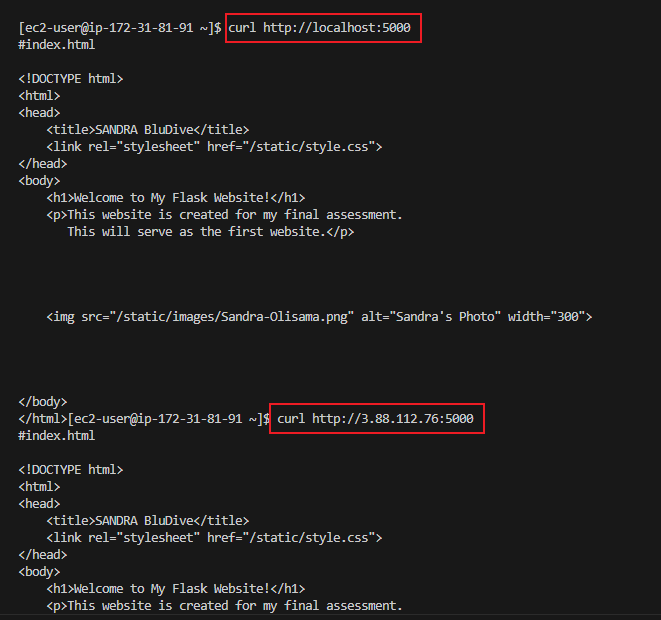 [ec2-user@ip-172-31-81-91 ~]$ curl http://localhost:5000
#index.html
<!DOCTYPE html>
<html>
<head>
    <title>SANDRA BluDive</title>
    <link rel="stylesheet" href="/static/style.css">
</head>
<body>
    <h1>Welcome to My Flask Website!</h1>
    <p>This website is created for my final assessment.
       This will serve as the first website.</p>
    <img src="/static/images/Sandra-Olisama.png" alt="Sandra's Photo" width="300">
</body>
</html>[ec2-user@ip-172-31-81-91 ~]$ curl http://3.88.112.76:5000
#index.html
<!DOCTYPE html>
<html>
<head>
    <title>SANDRA BluDive</title>
    <link rel="stylesheet" href="/static/style.css">
</head>
<body>
    <h1>Welcome to My Flask Website!</h1>
    <p>This website is created for my final assessment.